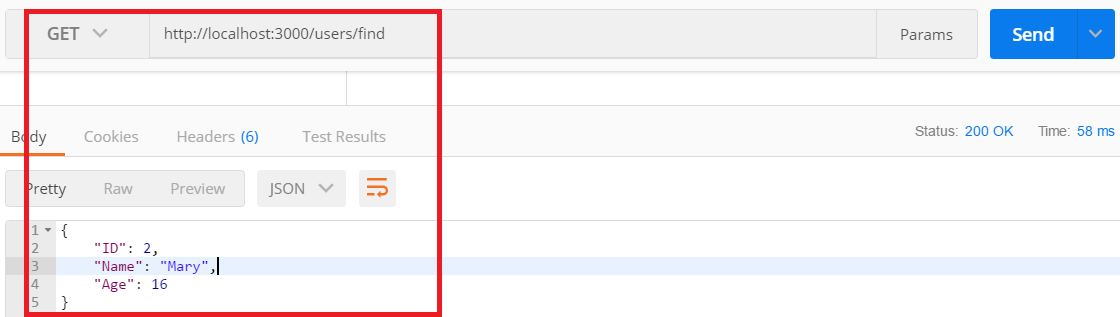 GET http://localhost:3000/users/find Params Send
Body Cookies Headers (6) Test Results Status: 200 OK Time: 58 ms
Pretty Raw Preview JSON
1 {
2 "ID": 2,
3 "Name": "Mary",
4 "Age": 16
5 }